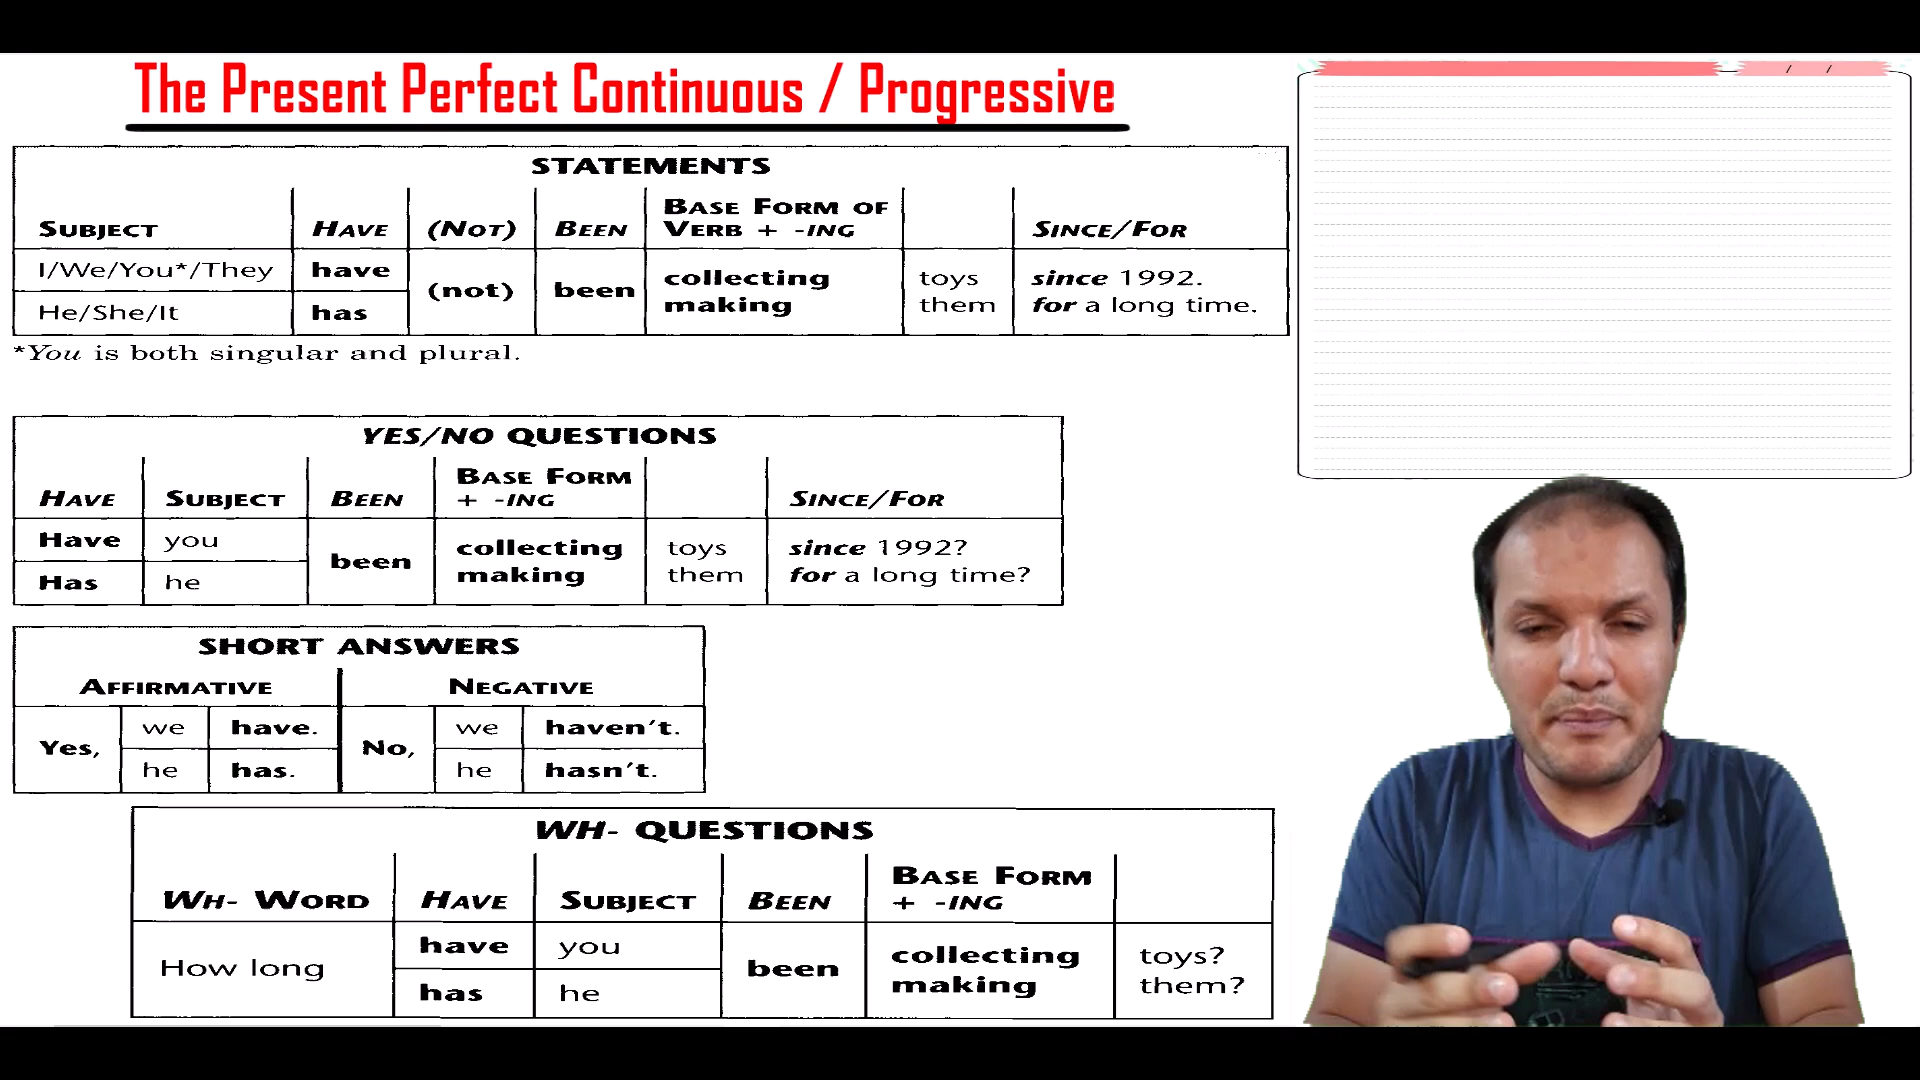 The Present Perfect Continuous / Progressive
STATEMENTS
SUBJECT HAVE (NOT) BEEN BASE FORM OF VERB + -ING SINCE/FOR
I/We/You*/They have (not) been collecting toys since 1992.
He/She/It has making them for a long time.
*You is both singular and plural.
YES/NO QUESTIONS
HAVE SUBJECT BEEN BASE FORM + -ING SINCE/FOR
Have you been collecting toys since 1992?
Has he making them for a long time?
SHORT ANSWERS
AFFIRMATIVE NEGATIVE
Yes, we have. No, we haven't.
he has. he hasn't.
WH- QUESTIONS
WH- WORD HAVE SUBJECT BEEN BASE FORM + -ING
How long have you been collecting toys?
has he making them?
/ /